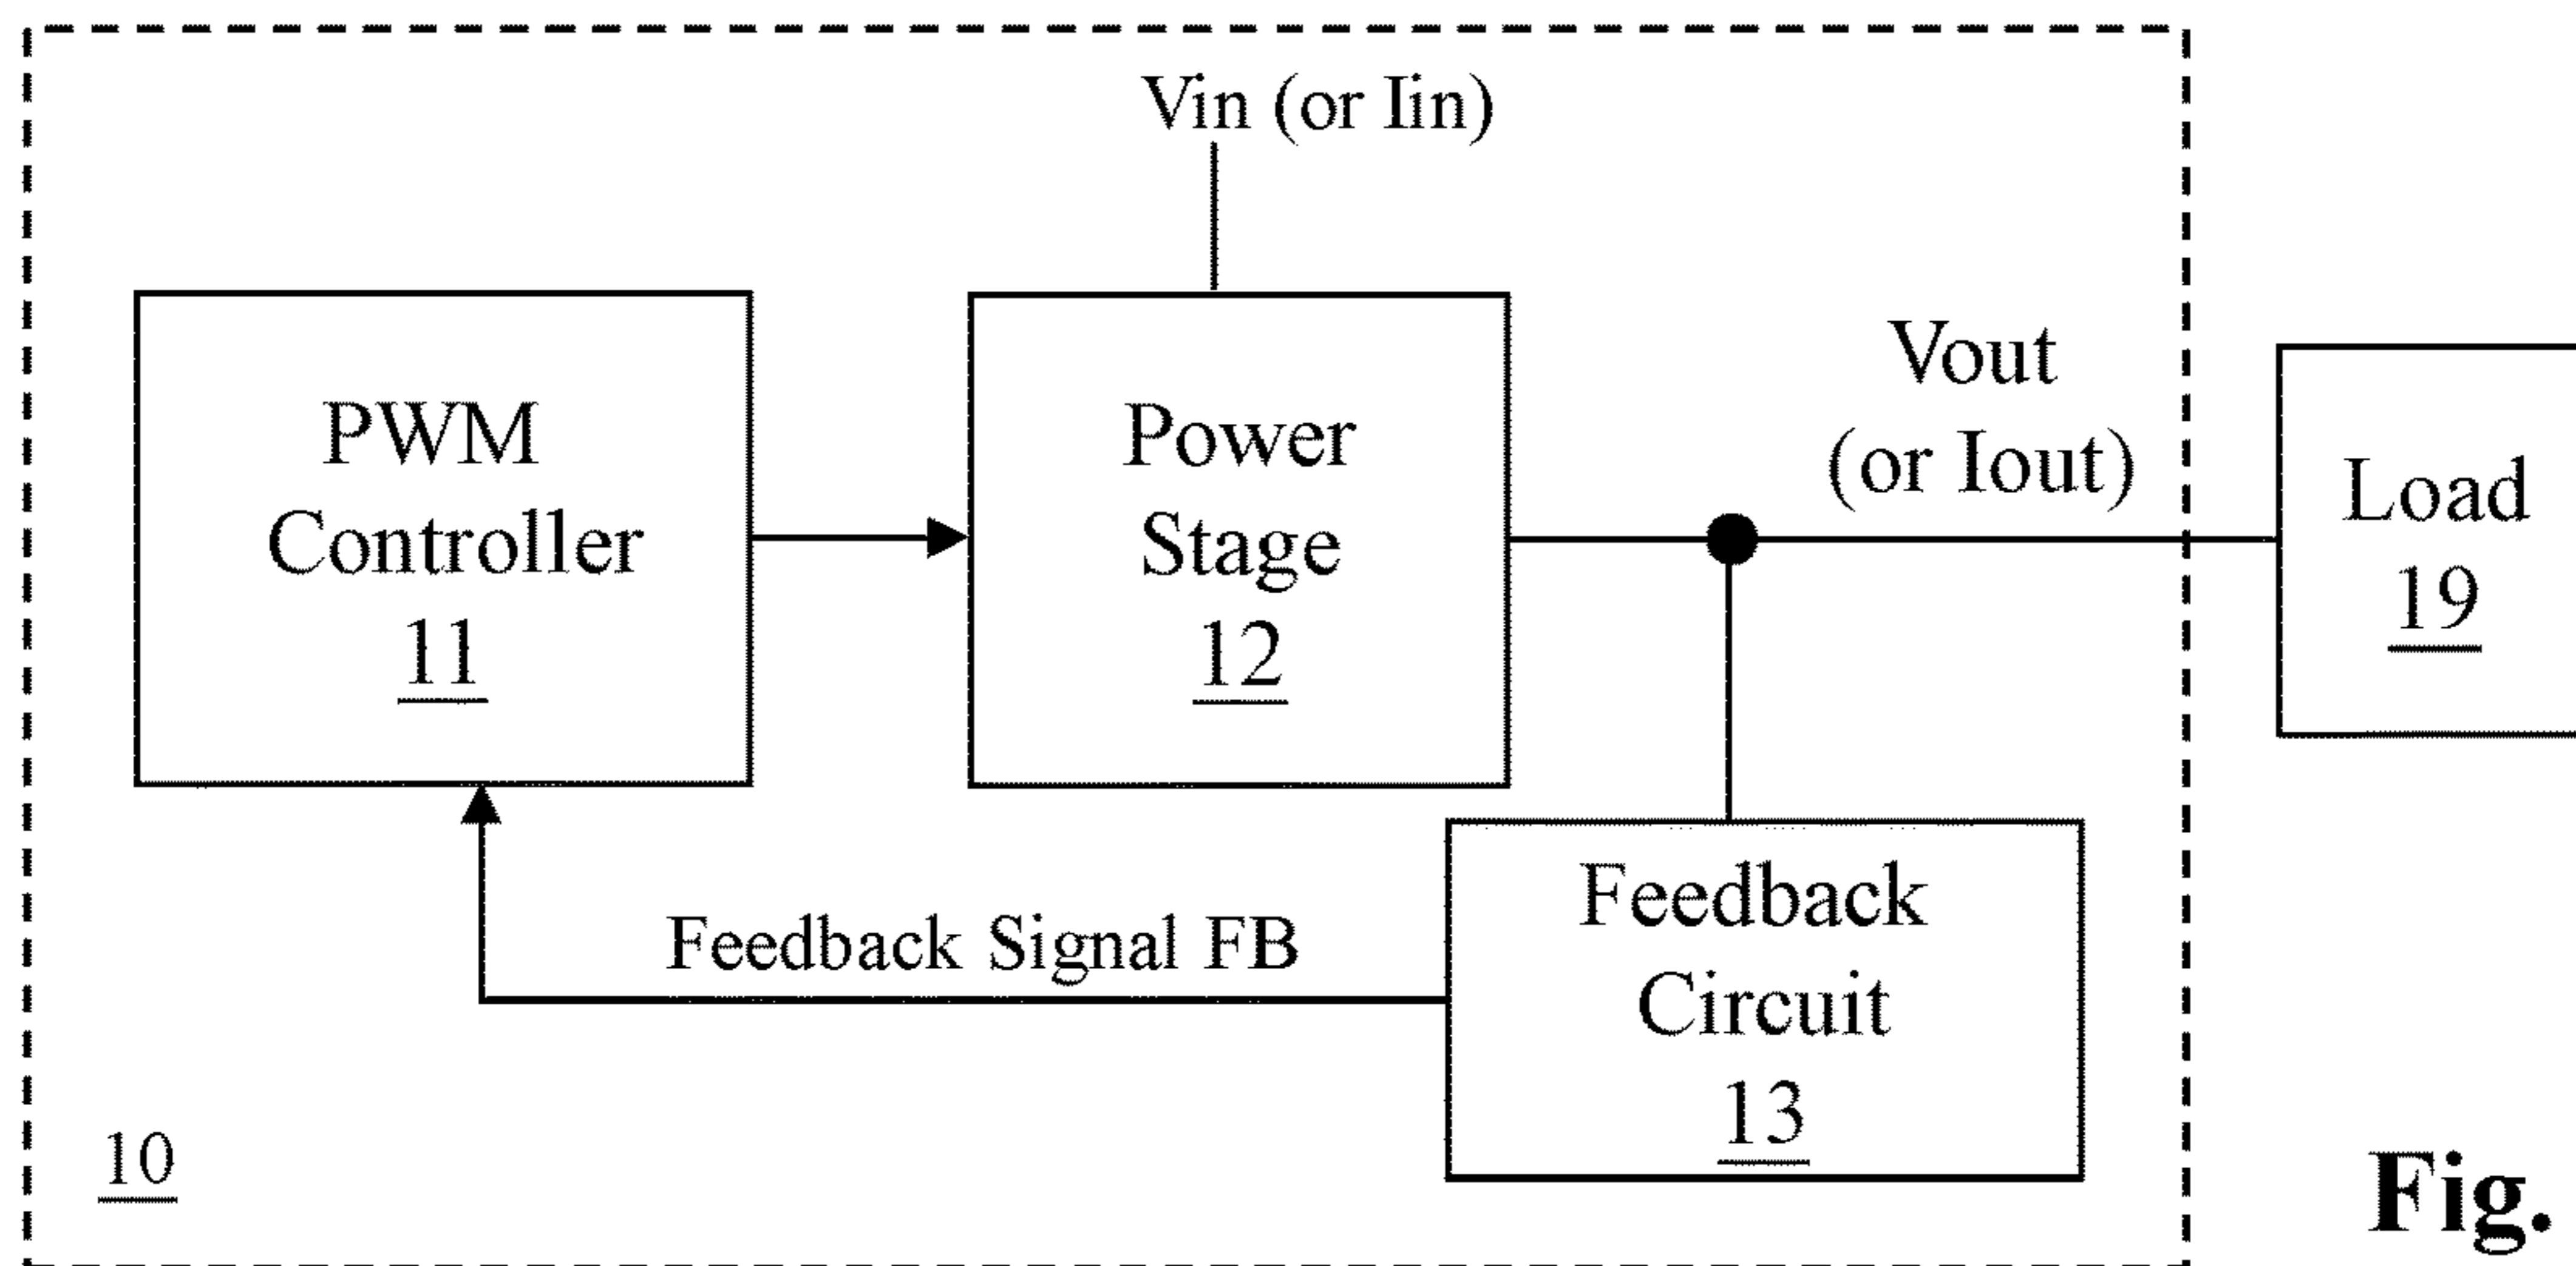 Vin (or Iin)
PWM
Controller
11
Power
Stage
12
Vout
(or Iout)
Load
19
Feedback Signal FB
Feedback
Circuit
13
10
Fig.